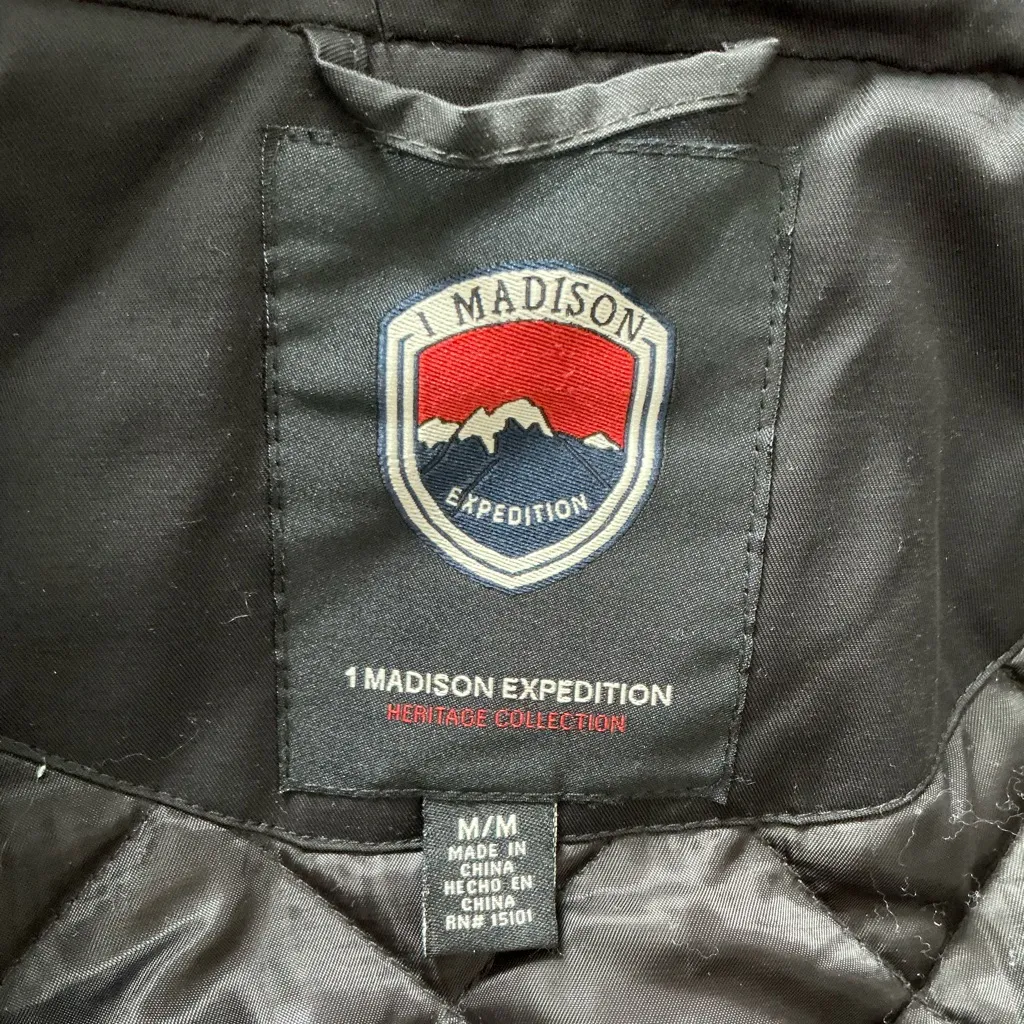 1 MADISON
EXPEDITION
1 MADISON EXPEDITION
HERITAGE COLLECTION
M/M
MADE IN
CHINA
HECHO EN
CHINA
RN# 15101